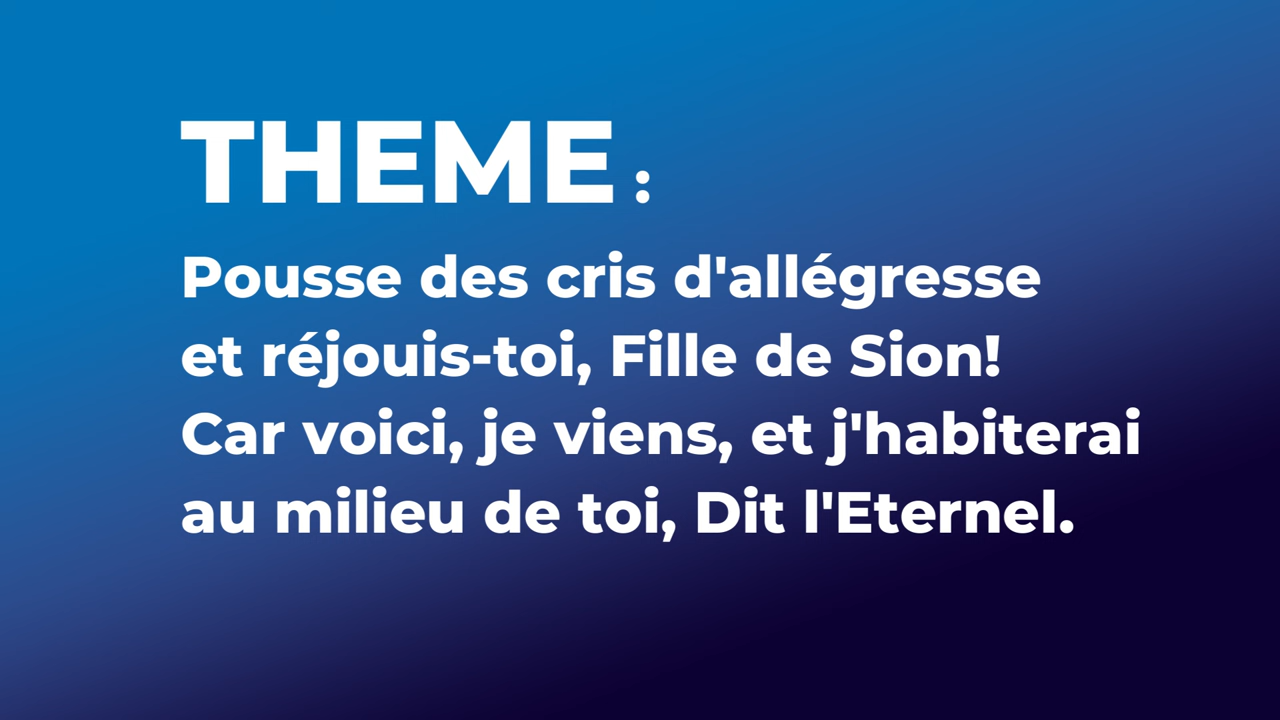 THEME :
Pousse des cris d'allégresse
et réjouis-toi, Fille de Sion!
Car voici, je viens, et j'habiterai
au milieu de toi, Dit l'Eternel.